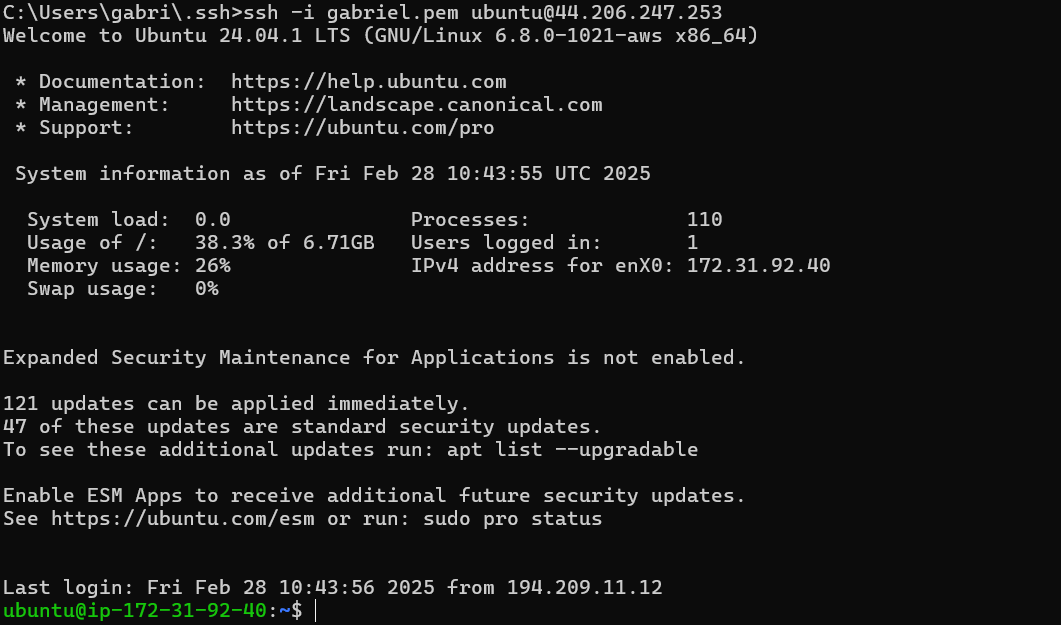 C:\Users\gabri\.ssh>ssh -i gabriel.pem ubuntu@44.206.247.253
Welcome to Ubuntu 24.04.1 LTS (GNU/Linux 6.8.0-1021-aws x86_64)
* Documentation: https://help.ubuntu.com
* Management: https://landscape.canonical.com
* Support: https://ubuntu.com/pro
System information as of Fri Feb 28 10:43:55 UTC 2025
System load: 0.0 Processes: 110
Usage of /: 38.3% of 6.71GB Users logged in: 1
Memory usage: 26% IPv4 address for enX0: 172.31.92.40
Swap usage: 0%
Expanded Security Maintenance for Applications is not enabled.
121 updates can be applied immediately.
47 of these updates are standard security updates.
To see these additional updates run: apt list --upgradable
Enable ESM Apps to receive additional future security updates.
See https://ubuntu.com/esm or run: sudo pro status
Last login: Fri Feb 28 10:43:56 2025 from 194.209.11.12
ubuntu@ip-172-31-92-40:~$